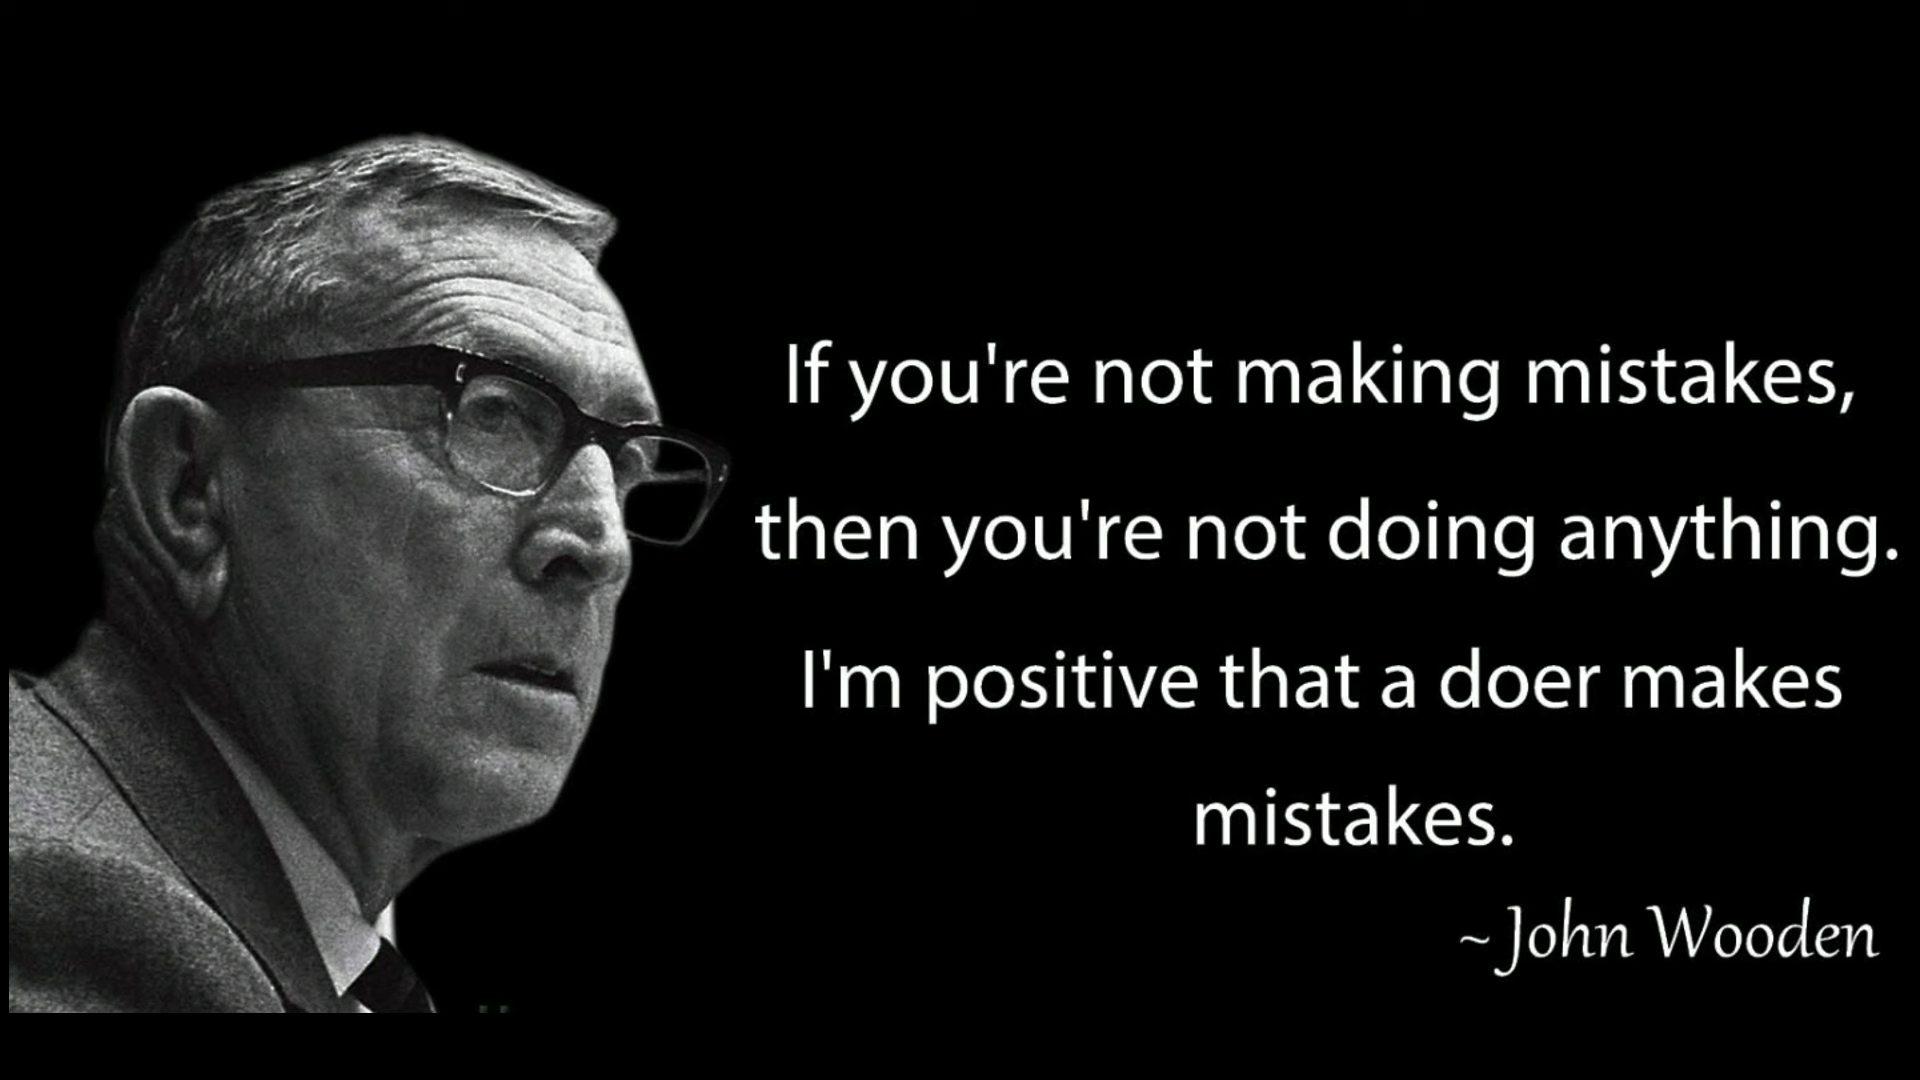 If you're not making mistakes,
then you're not doing anything.
I'm positive that a doer makes
mistakes.
~ John Wooden